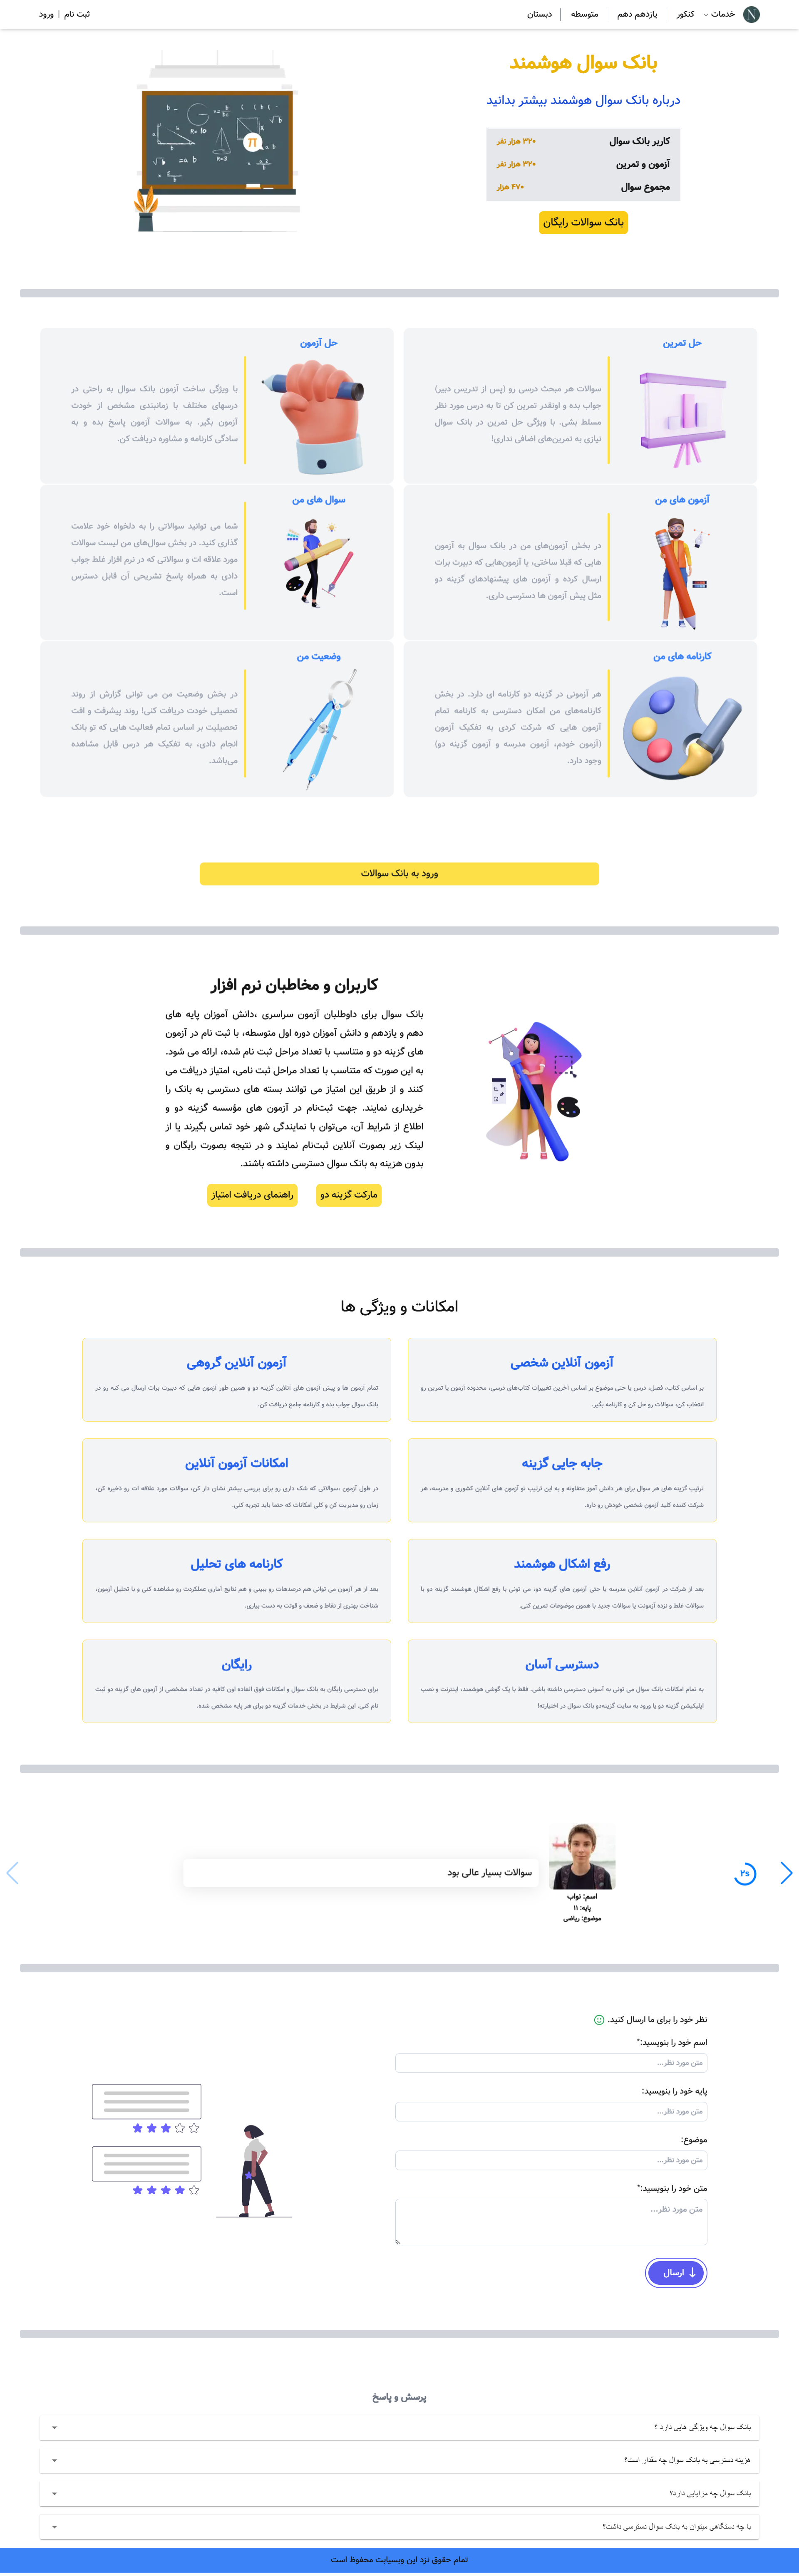 خدمات
کنکور
یازدهم دهم
متوسطه
دبستان
ثبت نام | ورود
بانک سوال هوشمند
درباره بانک سوال هوشمند بیشتر بدانید
کاربر بانک سوال ۳۲۰ هزار نفر
آزمون و تمرین ۳۲۰ هزار نفر
مجموع سوال ۴۷۰ هزار
بانک سوالات رایگان
حل تمرین
سوالات هر مبحث درسی رو (پس از تدریس دبیر)
جواب بده و اونقدر تمرین کن تا به درس مورد نظر
مسلط بشی. با ویژگی حل تمرین در بانک سوال
نیازی به تمرین‌های اضافی نداری!
حل آزمون
با ویژگی ساخت آزمون بانک سوال به راحتی در
درسهای مختلف با زمانبندی مشخص از خودت
آزمون بگیر. به سوالات آزمون پاسخ بده و به
سادگی کارنامه و مشاوره دریافت کن.
آزمون های من
در بخش آزمون‌های من در بانک سوال به آزمون
هایی که قبلا ساختی، یا آزمون‌هایی که دبیرت برات
ارسال کرده و آزمون های پیشنهادهای گزینه دو
مثل پیش آزمون ها دسترسی داری.
سوال های من
شما می توانید سوالاتی را به دلخواه خود علامت
گذاری کنید. در بخش سوال‌های من لیست سوالات
مورد علاقه ات و سوالاتی که در نرم افزار غلط جواب
دادی به همراه پاسخ تشریحی آن قابل دسترس
است.
کارنامه های من
هر آزمونی در گزینه دو کارنامه ای دارد. در بخش
کارنامه‌های من امکان دسترسی به کارنامه تمام
آزمون هایی که شرکت کردی به تفکیک آزمون
(آزمون خودم، آزمون مدرسه و آزمون گزینه دو)
وجود دارد.
وضعیت من
در بخش وضعیت من می توانی گزارش از روند
تحصیلی خودت دریافت کنی! روند پیشرفت و افت
تحصیلیت بر اساس تمام فعالیت هایی که تو بانک
انجام دادی، به تفکیک هر درس قابل مشاهده
می‌باشد.
ورود به بانک سوالات
کاربران و مخاطبان نرم افزار
بانک سوال برای داوطلبان آزمون سراسری ،دانش آموزان پایه های
دهم و یازدهم و دانش آموزان دوره اول متوسطه، با ثبت نام در آزمون
های گزینه دو و متناسب با تعداد مراحل ثبت نام شده، ارائه می شود.
به این صورت که متناسب با تعداد مراحل ثبت نامی، امتیاز دریافت می
کنند و از طریق این امتیاز می توانند بسته های دسترسی به بانک را
خریداری نمایند. جهت ثبت‌نام در آزمون های مؤسسه گزینه دو و
اطلاع از شرایط آن، می‌توان با نمایندگی شهر خود تماس بگیرند یا از
لینک زیر بصورت آنلاین ثبت‌نام نمایند و در نتیجه بصورت رایگان و
بدون هزینه به بانک سوال دسترسی داشته باشند.
مارکت گزینه دو
راهنمای دریافت امتیاز
امکانات و ویژگی ها
آزمون آنلاین شخصی
بر اساس کتاب، فصل، درس یا حتی موضوع بر اساس آخرین تغییرات کتاب‌های درسی، محدوده آزمون یا تمرین رو
انتخاب کن، سوالات رو حل کن و کارنامه بگیر.
آزمون آنلاین گروهی
تمام آزمون ها و پیش آزمون های آنلاین گزینه دو و همین طور آزمون هایی که دبیرت برات ارسال می کنه رو در
بانک سوال جواب بده و کارنامه جامع دریافت کن.
جابه جایی گزینه
ترتیب گزینه های هر سوال برای هر دانش آموز متفاوته و به این ترتیب تو آزمون های آنلاین کشوری و مدرسه، هر
شرکت کننده کلید آزمون شخصی خودش رو داره.
امکانات آزمون آنلاین
در طول آزمون ،سوالاتی که شک داری رو برای بررسی بیشتر نشان دار کن، سوالات مورد علاقه ات رو ذخیره کن،
زمان رو مدیریت کن و کلی امکانات که حتما باید تجربه کنی.
رفع اشکال هوشمند
بعد از شرکت در آزمون آنلاین مدرسه یا حتی آزمون های گزینه دو، می تونی با رفع اشکال هوشمند گزینه دو با
سوالات غلط و نزده آزمونت یا سوالات جدید با همون موضوعات تمرین کنی.
کارنامه های تحلیل
بعد از هر آزمون می توانی هم درصدهات رو ببینی و هم نتایج آماری عملکردت رو مشاهده کنی و با تحلیل آزمون،
شناخت بهتری از نقاط و ضعف و قوتت به دست بیاری.
دسترسی آسان
به تمام امکانات بانک سوال می تونی به آسونی دسترسی داشته باشی. فقط با یک گوشی هوشمند، اینترنت و نصب
اپلیکیشن گزینه دو یا ورود به سایت گزینه‌دو بانک سوال در اختیارته!
رایگان
برای دسترسی رایگان به بانک سوال و امکانات فوق العاده اون کافیه در تعداد مشخصی از آزمون های گزینه دو ثبت
نام کنی. این شرایط در بخش خدمات گزینه دو برای هر پایه مشخص شده.
۲s
سوالات بسیار عالی بود
اسم: نواب
پایه: ۱۱
موضوع: ریاضی
نظر خود را برای ما ارسال کنید.
اسم خود را بنویسید:*
متن مورد نظر...
پایه خود را بنویسید:
متن مورد نظر...
موضوع:
متن مورد نظر...
متن خود را بنویسید:*
متن مورد نظر...
ارسال
پرسش و پاسخ
بانک سوال چه ویژگی هایی دارد ؟
هزینه دسترسی به بانک سوال چه مقدار است؟
بانک سوال چه مزایایی دارد؟
با چه دستگاهی میتوان به بانک سوال دسترسی داشت؟
تمام حقوق نزد این وبسیابت محفوظ است